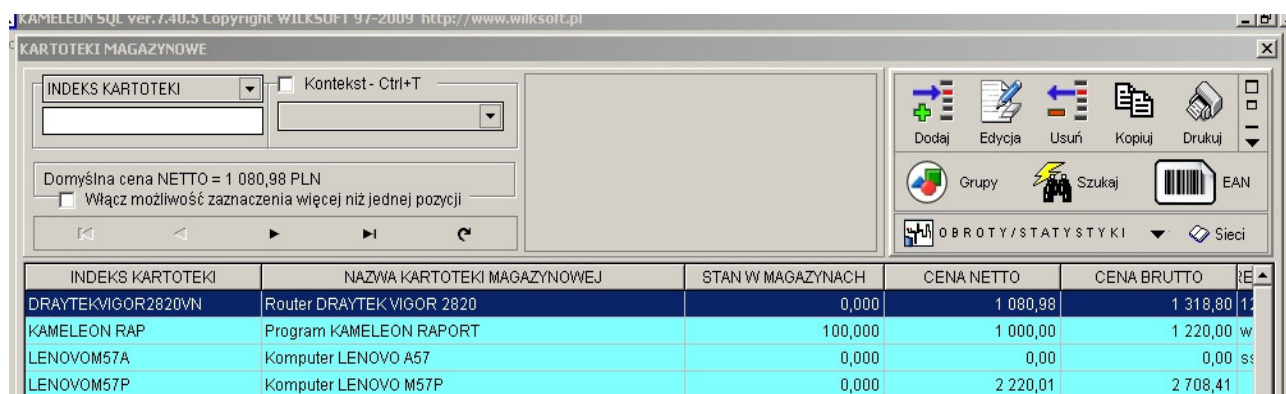 KAMELEON SQL ver.7.40.5 Copyright WILKSOFT 97-2009 http://www.wilksoft.pl
KARTOTEKI MAGAZYNOWE
INDEKS KARTOTEKI
Kontekst - Ctrl+T
Dodaj Edycja Usuń Kopiuj Drukuj
Domyślna cena NETTO = 1 080,98 PLN
Włącz możliwość zaznaczenia więcej niż jednej pozycji
Grupy Szukaj EAN
OBROTY/STATYSTYKI Sieci
INDEKS KARTOTEKI NAZWA KARTOTEKI MAGAZYNOWEJ STAN W MAGAZYNACH CENA NETTO CENA BRUTTO
DRAYTEKVIGOR2820VN Router DRAYTEK VIGOR 2820 0,000 1 080,98 1 318,80
KAMELEON RAP Program KAMELEON RAPORT 100,000 1 000,00 1 220,00 w
LENOVOM57A Komputer LENOVO A57 0,000 0,00 0,00
LENOVOM57P Komputer LENOVO M57P 0,000 2 220,01 2 708,41